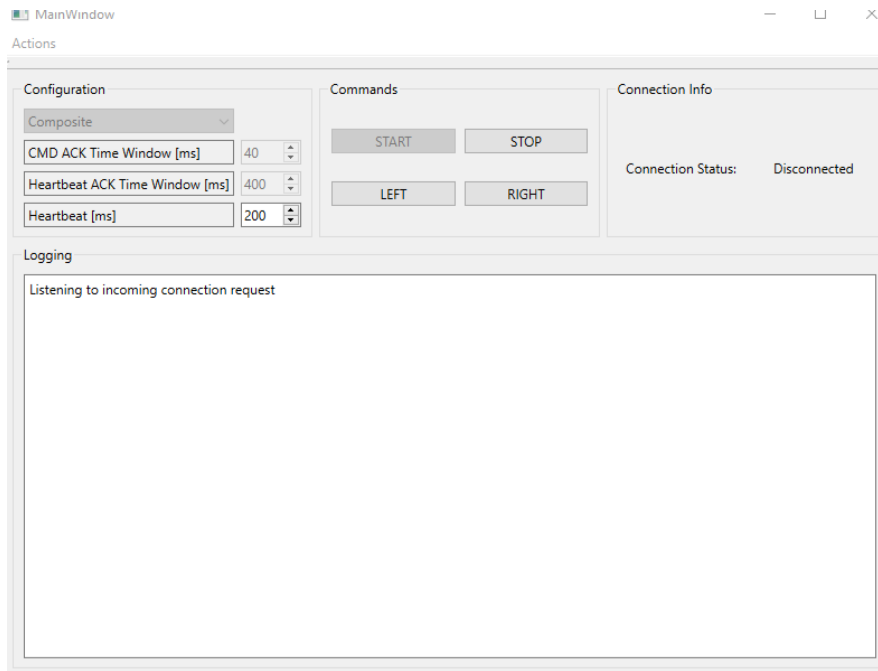 MainWindow
Actions
Configuration
Composite
CMD ACK Time Window [ms] 40
Heartbeat ACK Time Window [ms] 400
Heartbeat [ms] 200
Commands
START STOP
LEFT RIGHT
Connection Info
Connection Status: Disconnected
Logging
Listening to incoming connection request